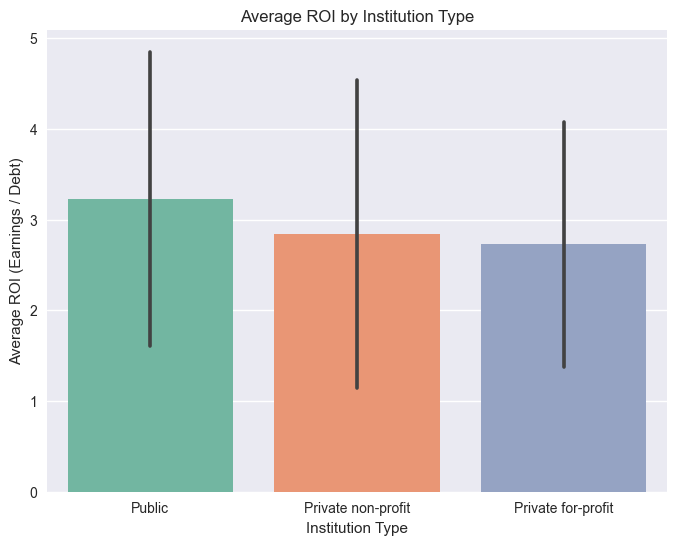 Average ROI by Institution Type
Average ROI (Earnings / Debt)
5
4
3
2
1
0
Public
Private non-profit
Private for-profit
Institution Type